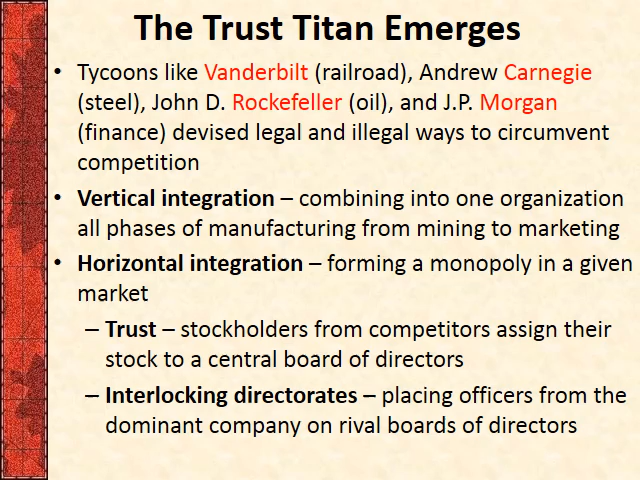 The Trust Titan Emerges
• Tycoons like Vanderbilt (railroad), Andrew Carnegie
(steel), John D. Rockefeller (oil), and J.P. Morgan
(finance) devised legal and illegal ways to circumvent
competition
• Vertical integration – combining into one organization
all phases of manufacturing from mining to marketing
• Horizontal integration – forming a monopoly in a given
market
– Trust – stockholders from competitors assign their
stock to a central board of directors
– Interlocking directorates – placing officers from the
dominant company on rival boards of directors